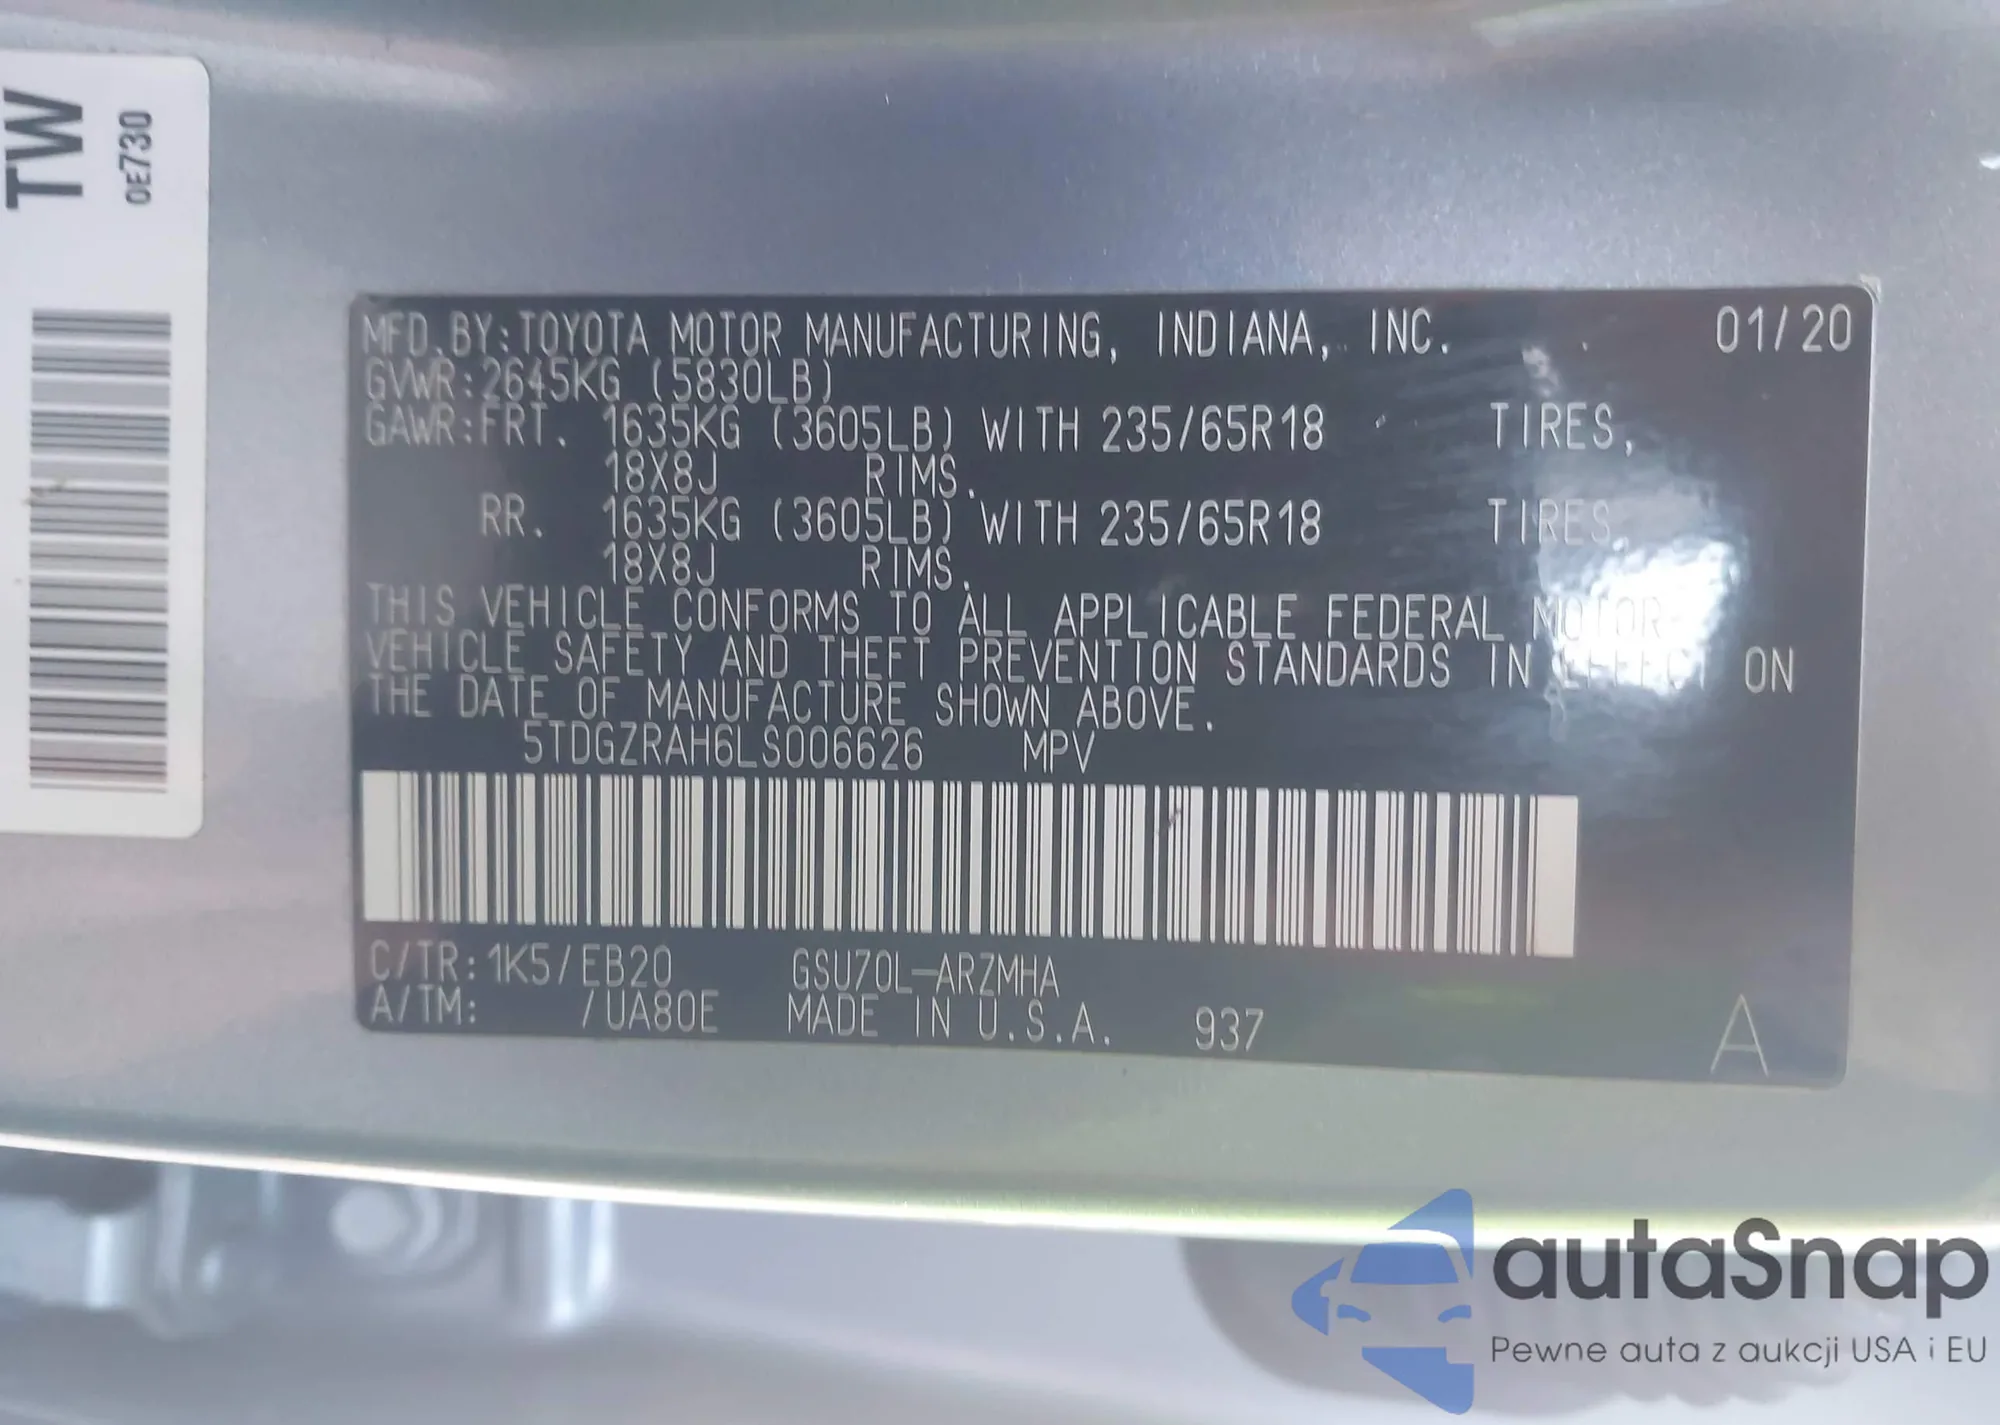 TW
0E730
MFD.BY:TOYOTA MOTOR MANUFACTURING, INDIANA, INC. 01/20
GVWR:2645KG (5830LB)
GAWR:FRT. 1635KG (3605LB) WITH 235/65R18 TIRES,
18X8J RIMS.
RR. 1635KG (3605LB) WITH 235/65R18 TIRES,
18X8J RIMS.
THIS VEHICLE CONFORMS TO ALL APPLICABLE FEDERAL MOTOR
VEHICLE SAFETY AND THEFT PREVENTION STANDARDS IN EFFECT ON
THE DATE OF MANUFACTURE SHOWN ABOVE.
5TDGZRAH6LS006626 MPV
C/TR:1K5/EB20 GSU70L-ARZMHA
A/TM: /UA80E MADE IN U.S.A. 937 A
autaSnap
Pewne auta z aukcji USA i EU